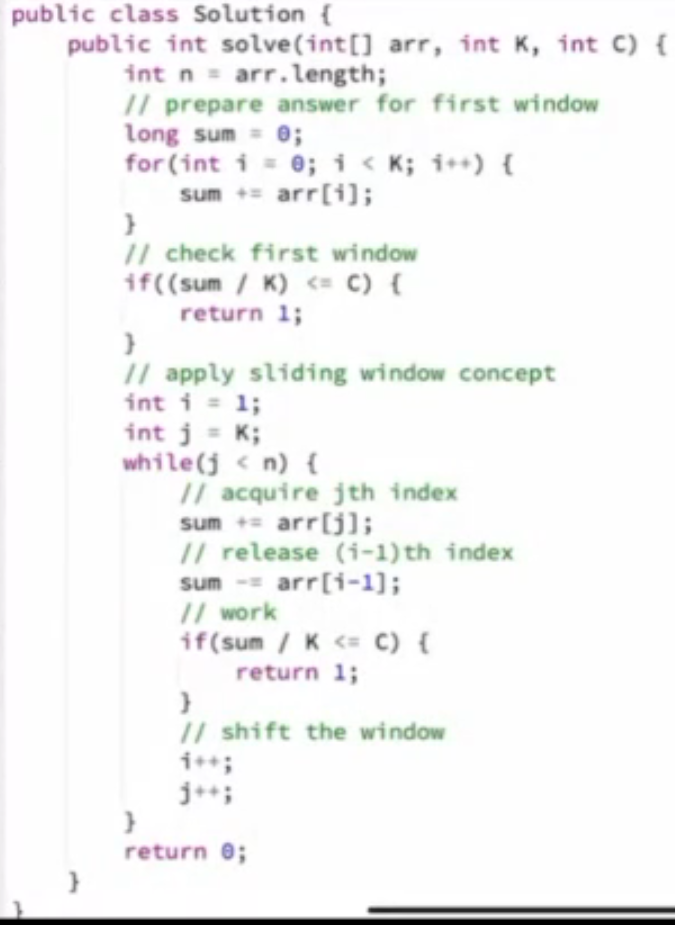 public class Solution {
    public int solve(int[] arr, int K, int C) {
        int n = arr.length;
        // prepare answer for first window
        long sum = 0;
        for(int i = 0; i < K; i++) {
            sum += arr[i];
        }
        // check first window
        if((sum / K) <= C) {
            return 1;
        }
        // apply sliding window concept
        int i = 1;
        int j = K;
        while(j < n) {
            // acquire jth index
            sum += arr[j];
            // release (i-1)th index
            sum -= arr[i-1];
            // work
            if(sum / K <= C) {
                return 1;
            }
            // shift the window
            i++;
            j++;
        }
        return 0;
    }
}